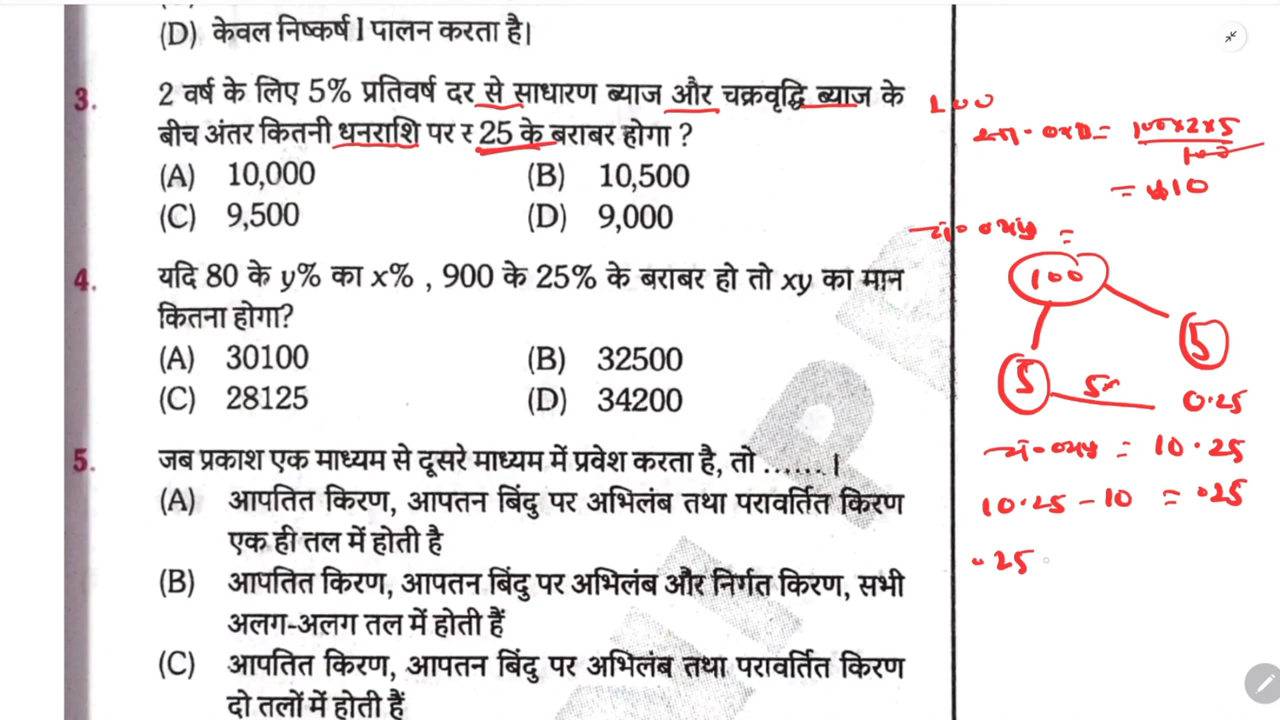 (D) केवल निष्कर्ष I पालन करता है।
3. 2 वर्ष के लिए 5% प्रतिवर्ष दर से साधारण ब्याज और चक्रवृद्धि ब्याज के
बीच अंतर कितनी धनराशि पर ₹ 25 के बराबर होगा ?
(A) 10,000 (B) 10,500
(C) 9,500 (D) 9,000
4. यदि 80 के y% का x% , 900 के 25% के बराबर हो तो xy का मान
कितना होगा?
(A) 30100 (B) 32500
(C) 28125 (D) 34200
5. जब प्रकाश एक माध्यम से दूसरे माध्यम में प्रवेश करता है, तो ...... ।
(A) आपतित किरण, आपतन बिंदु पर अभिलंब तथा परावर्तित किरण
एक ही तल में होती है
(B) आपतित किरण, आपतन बिंदु पर अभिलंब और निर्गत किरण, सभी
अलग-अलग तल में होती हैं
(C) आपतित किरण, आपतन बिंदु पर अभिलंब तथा परावर्तित किरण
दो तलों में होती हैं
100
= 100×2×5
100
= 10
=
100
5
5 5% 0.25
= 10.25
10.25 - 10 = .25
.25